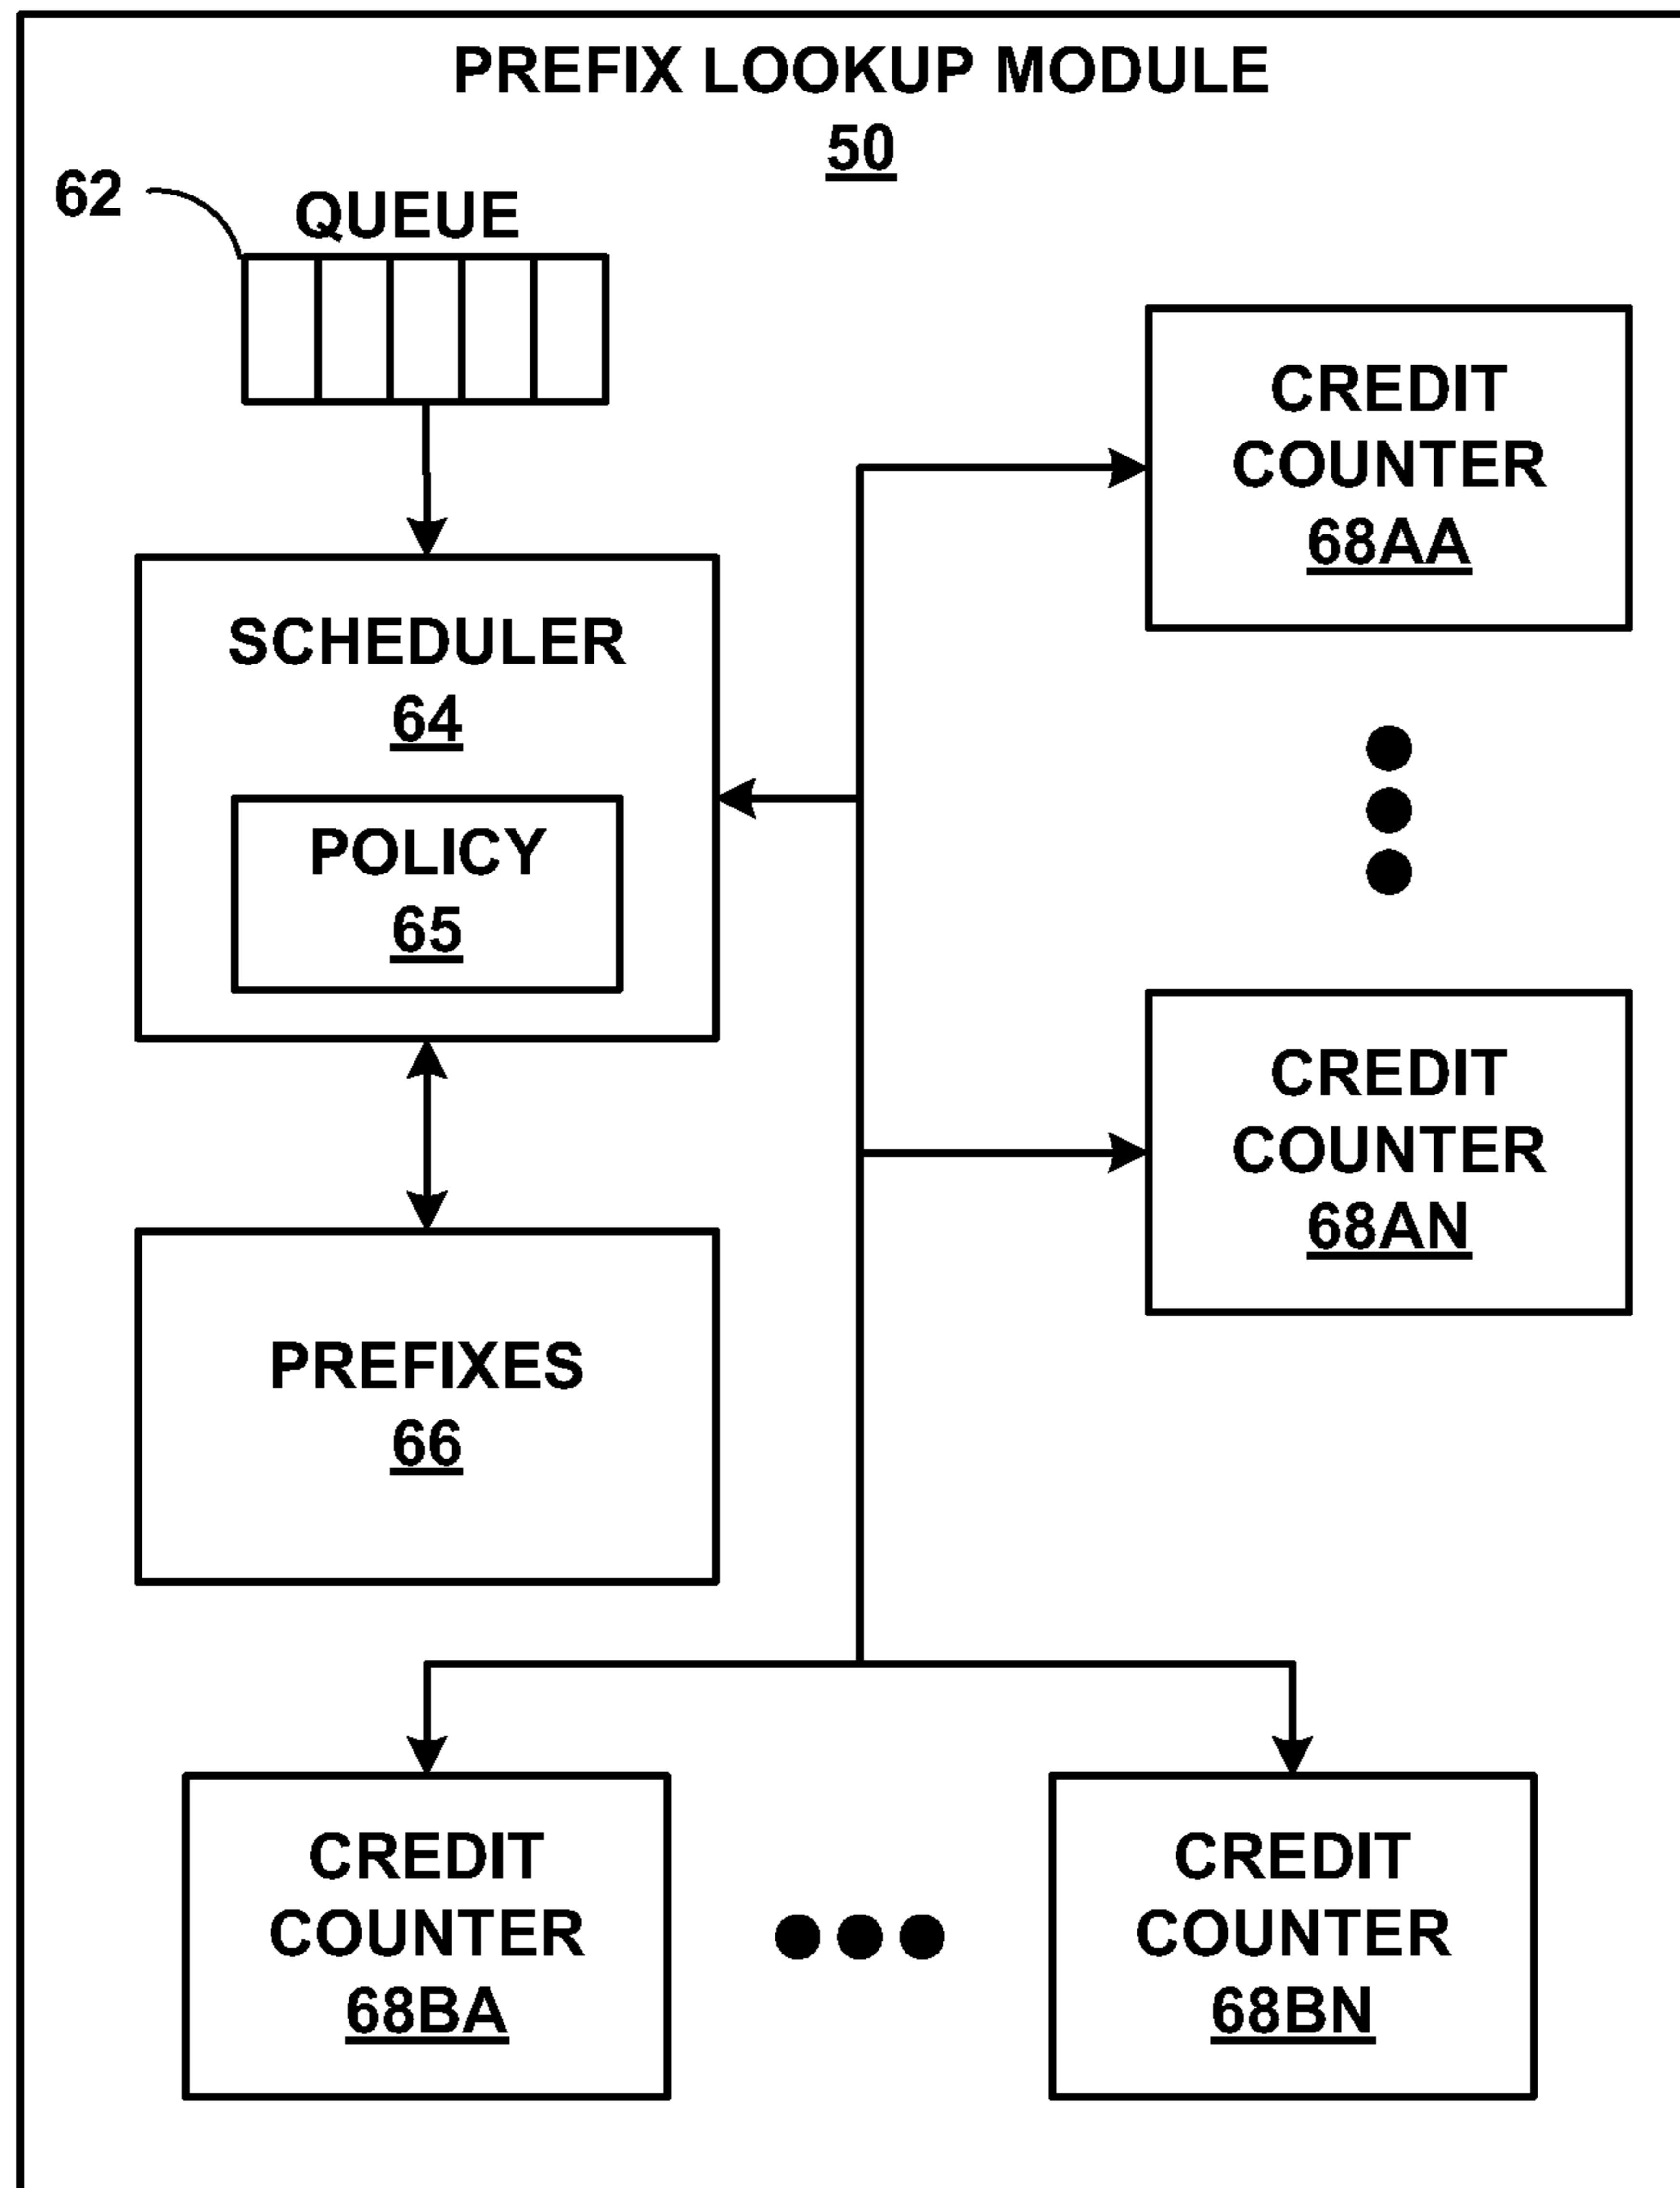 PREFIX LOOKUP MODULE
50
62
QUEUE
SCHEDULER
64
POLICY
65
PREFIXES
66
CREDIT
COUNTER
68AA
CREDIT
COUNTER
68AN
CREDIT
COUNTER
68BA
CREDIT
COUNTER
68BN